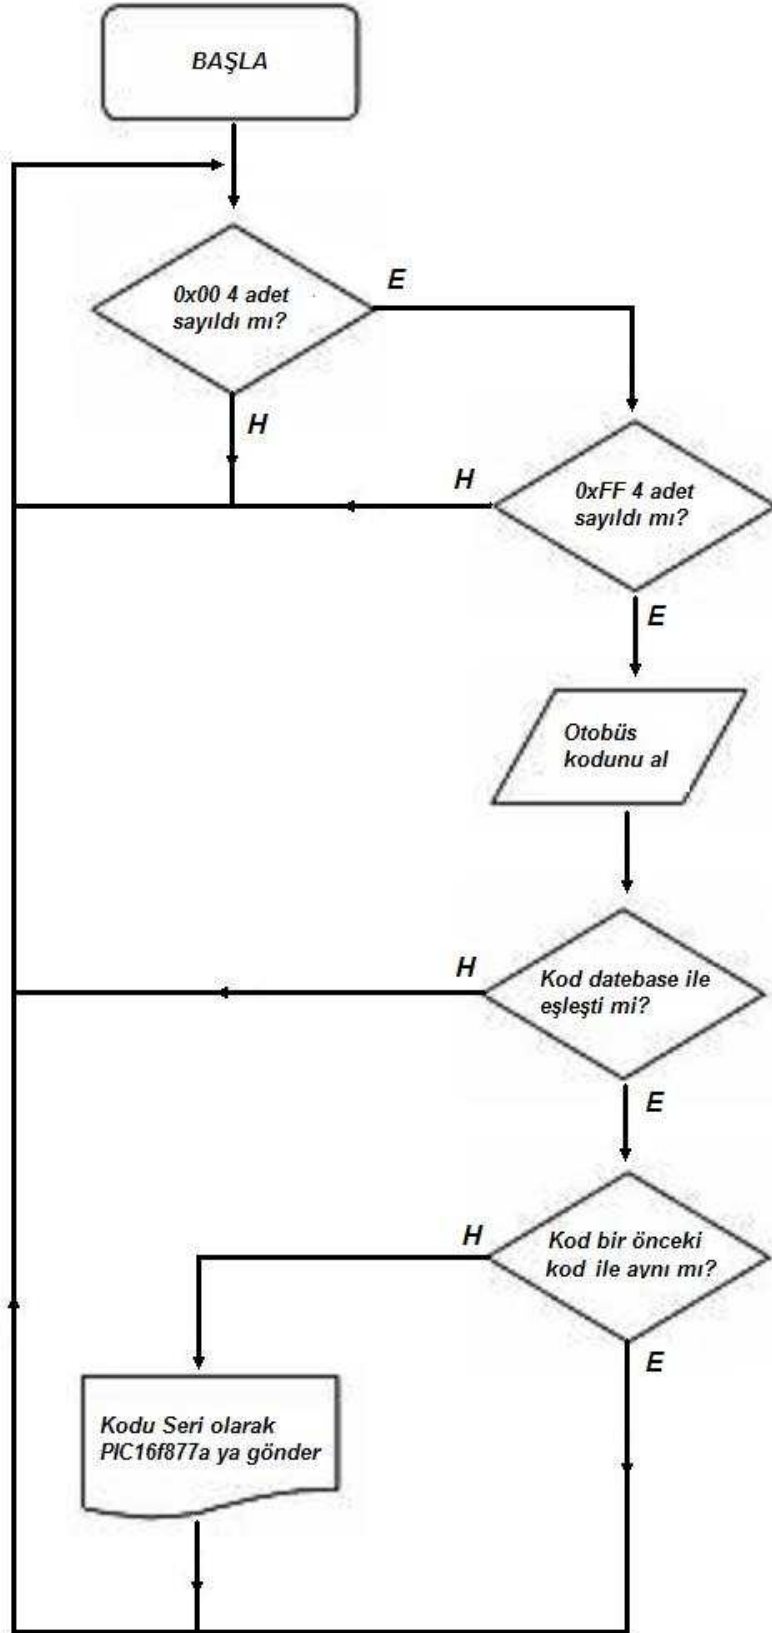 BAŞLA
E
0x00 4 adet
sayıldı mı?
H
H
0xFF 4 adet
sayıldı mı?
E
Otobüs
kodunu al
H
Kod datebase ile
eşleşti mi?
E
H
Kod bir önceki
kod ile aynı mı?
E
Kodu Seri olarak
PIC16f877a ya gönder